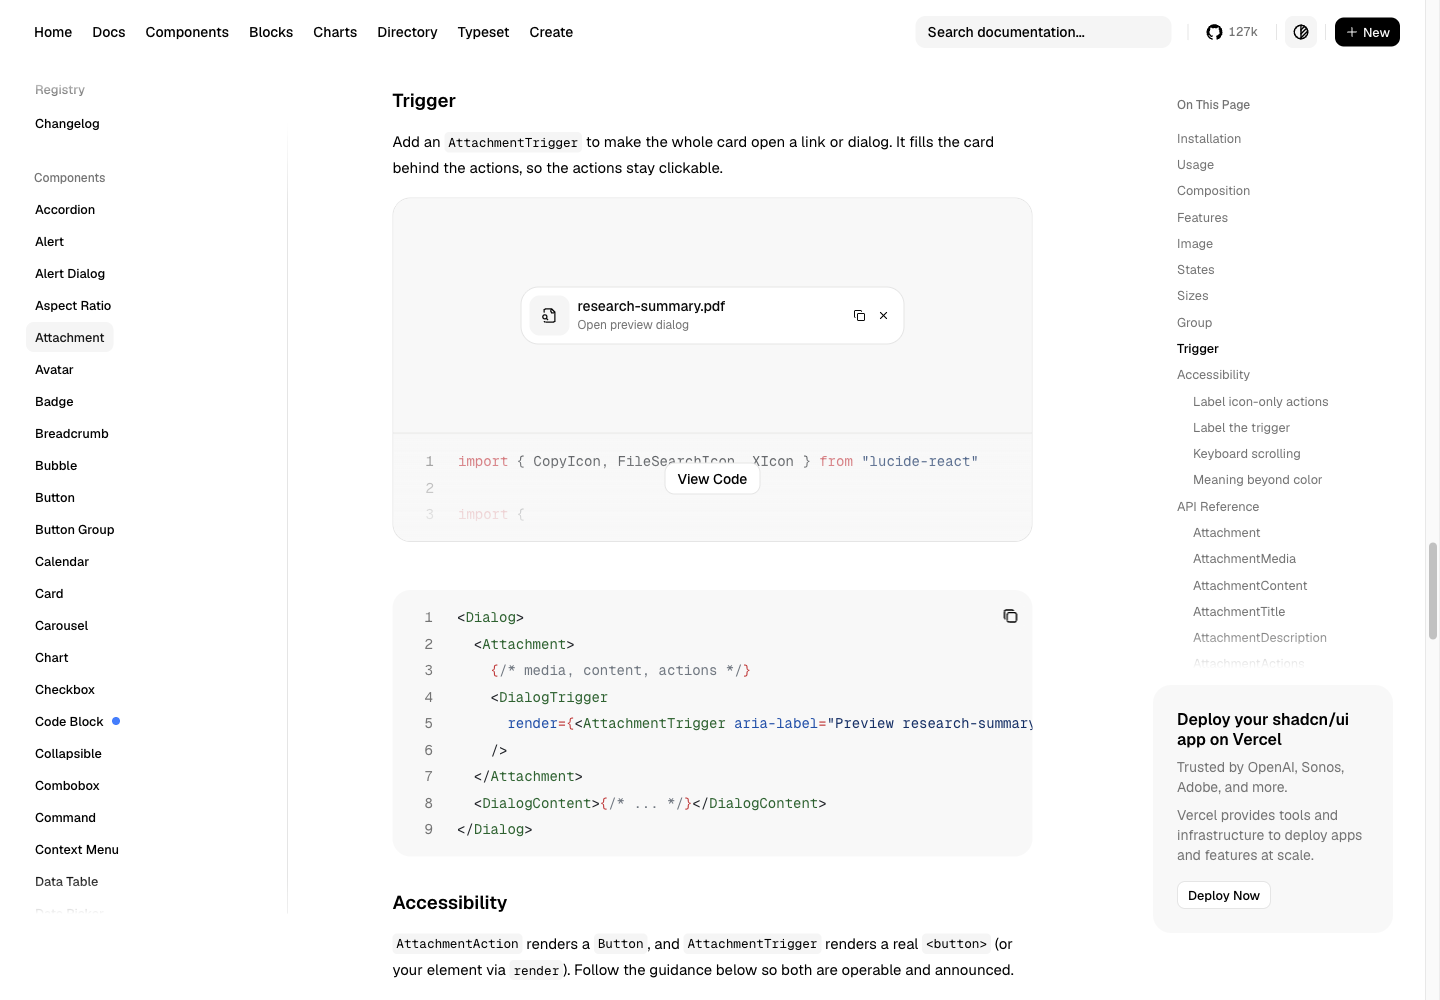 Home Docs Components Blocks Charts Directory Typeset Create
Search documentation...
127k
New
Registry
Changelog
Components
Accordion
Alert
Alert Dialog
Aspect Ratio
Attachment
Avatar
Badge
Breadcrumb
Bubble
Button
Button Group
Calendar
Card
Carousel
Chart
Checkbox
Code Block
Collapsible
Combobox
Command
Context Menu
Data Table
Date Picker
Trigger
Add an AttachmentTrigger to make the whole card open a link or dialog. It fills the card
behind the actions, so the actions stay clickable.
research-summary.pdf
Open preview dialog
1 import { CopyIcon, FileSearchIcon, XIcon } from "lucide-react"
2
3 import {
View Code
1 <Dialog>
2 <Attachment>
3 {/* media, content, actions */}
4 <DialogTrigger
5 render={<AttachmentTrigger aria-label="Preview research-summary
6 />
7 </Attachment>
8 <DialogContent>{/* ... */}</DialogContent>
9 </Dialog>
Accessibility
AttachmentAction renders a Button, and AttachmentTrigger renders a real <button> (or
your element via render). Follow the guidance below so both are operable and announced.
On This Page
Installation
Usage
Composition
Features
Image
States
Sizes
Group
Trigger
Accessibility
Label icon-only actions
Label the trigger
Keyboard scrolling
Meaning beyond color
API Reference
Attachment
AttachmentMedia
AttachmentContent
AttachmentTitle
AttachmentDescription
AttachmentActions
Deploy your shadcn/ui
app on Vercel
Trusted by OpenAI, Sonos,
Adobe, and more.
Vercel provides tools and
infrastructure to deploy apps
and features at scale.
Deploy Now